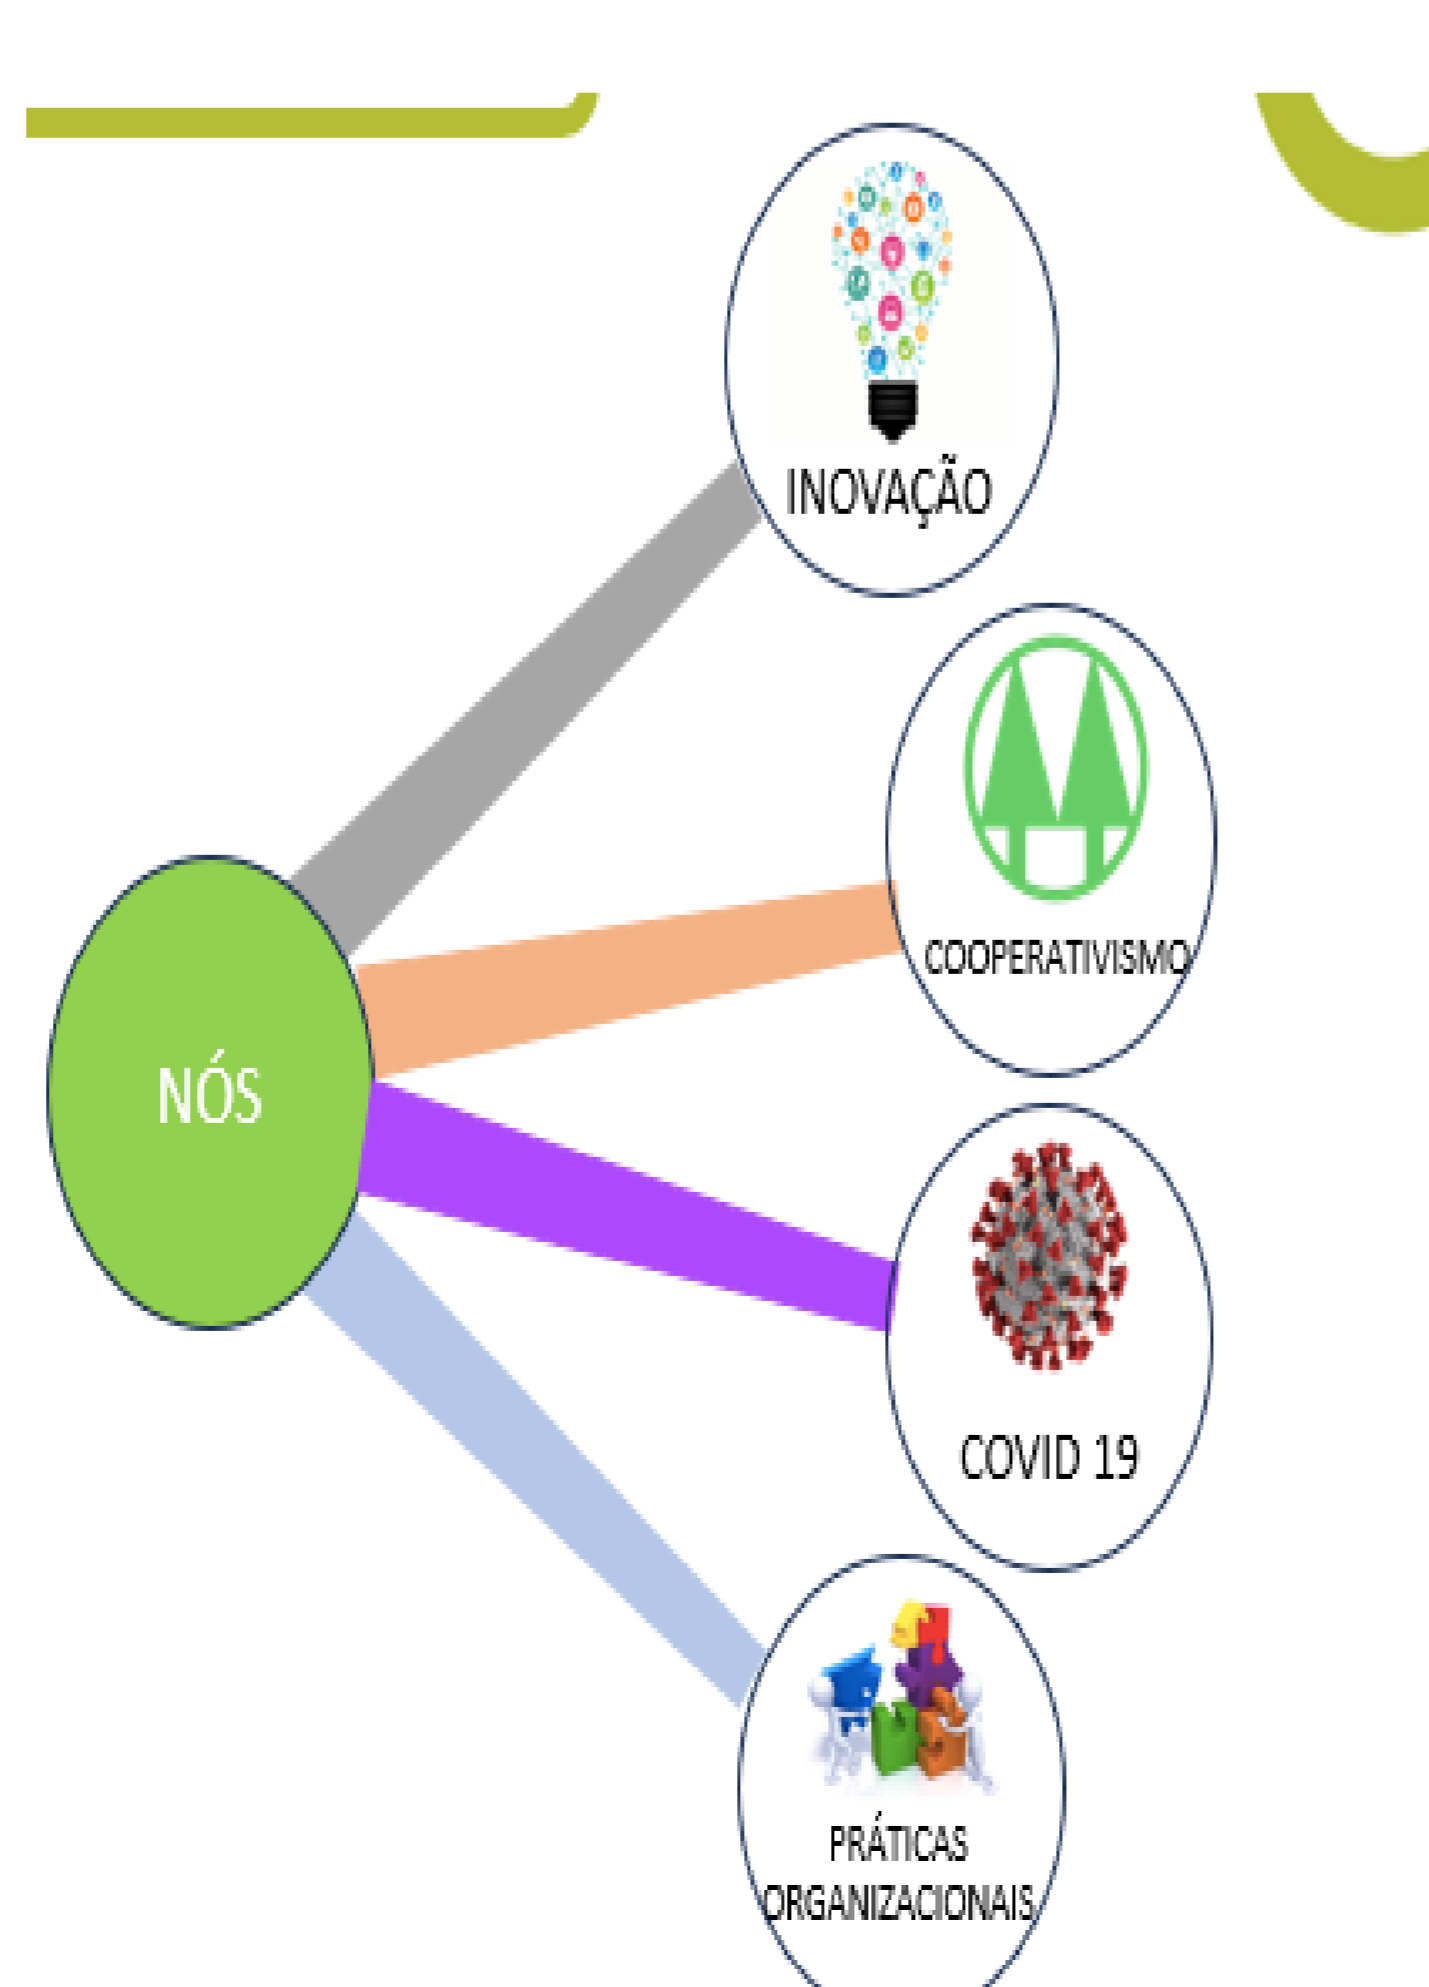 INOVAÇÃO
COOPERATIVISMO
NÓS
COVID 19
PRÁTICAS
ORGANIZACIONAIS